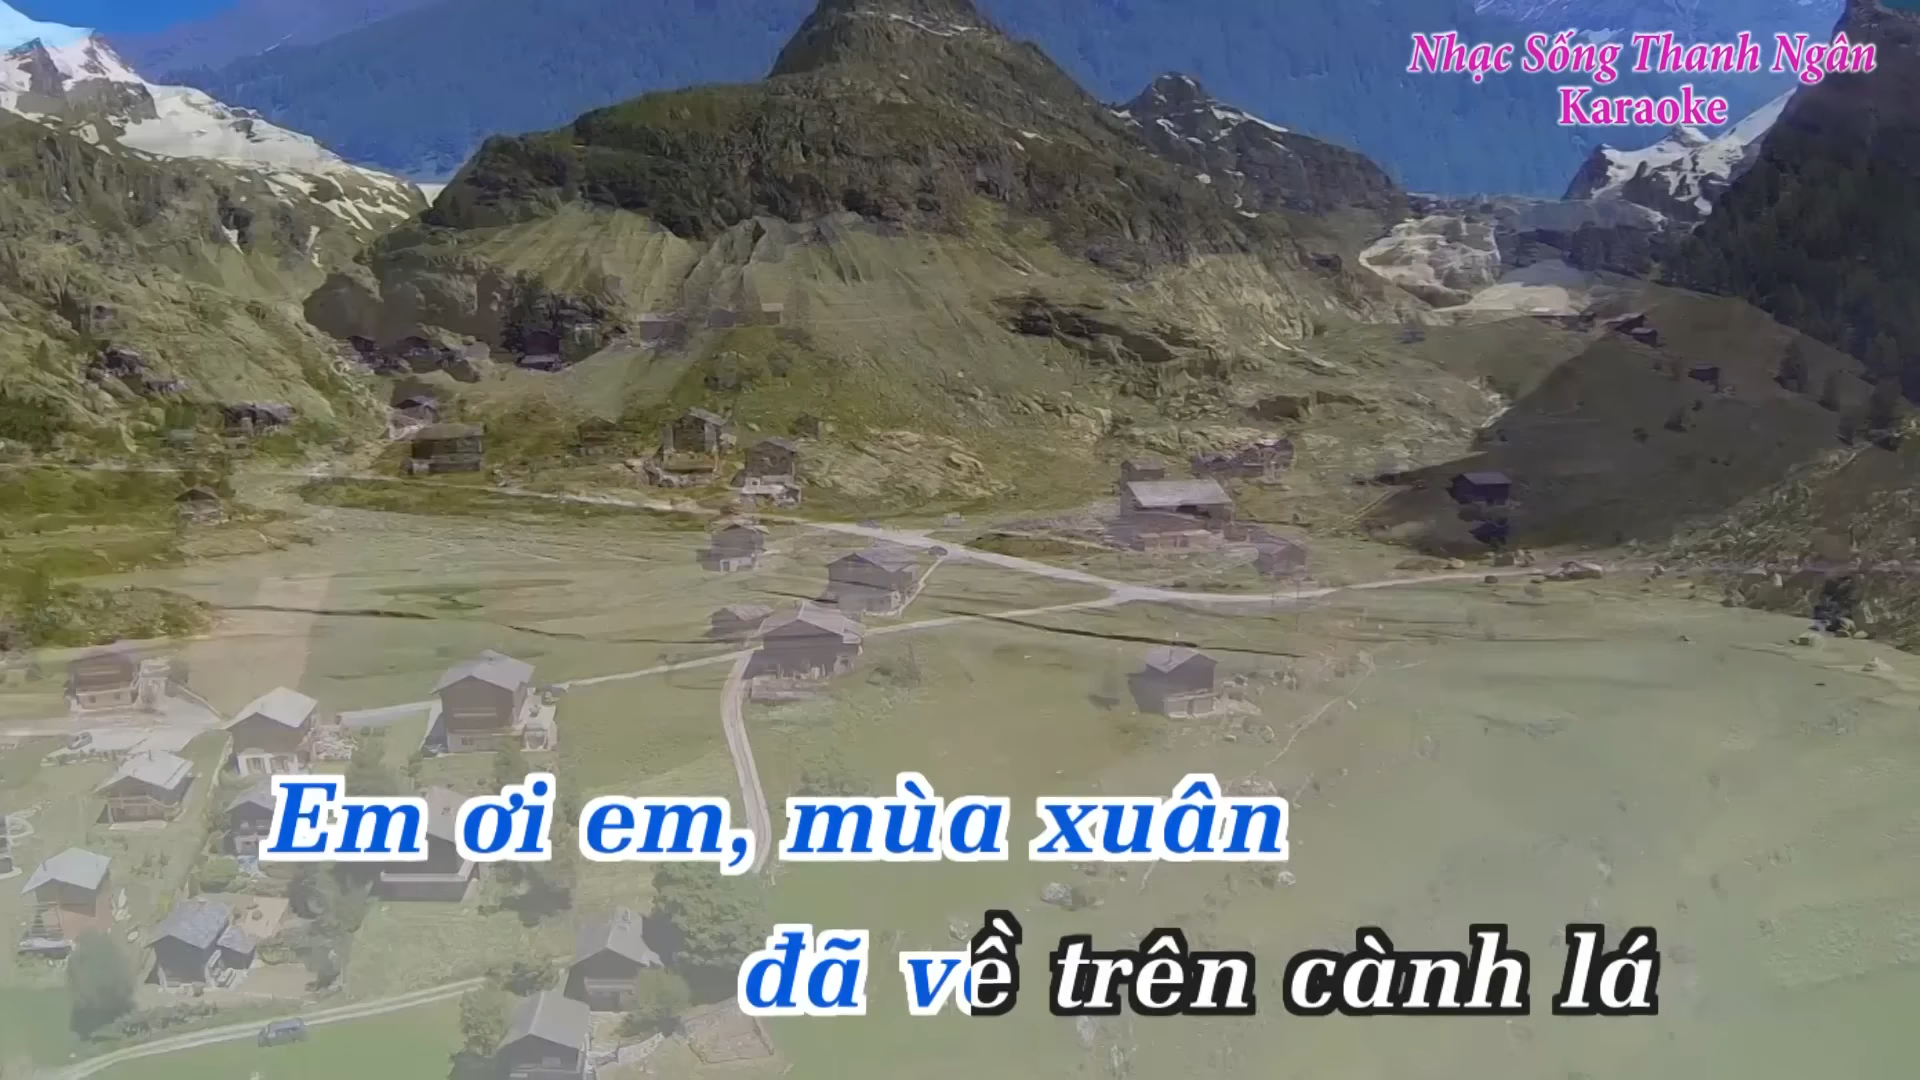 Nhạc Sống Thanh Ngân
Karaoke
Em ơi em, mùa xuân
đã về trên cành lá